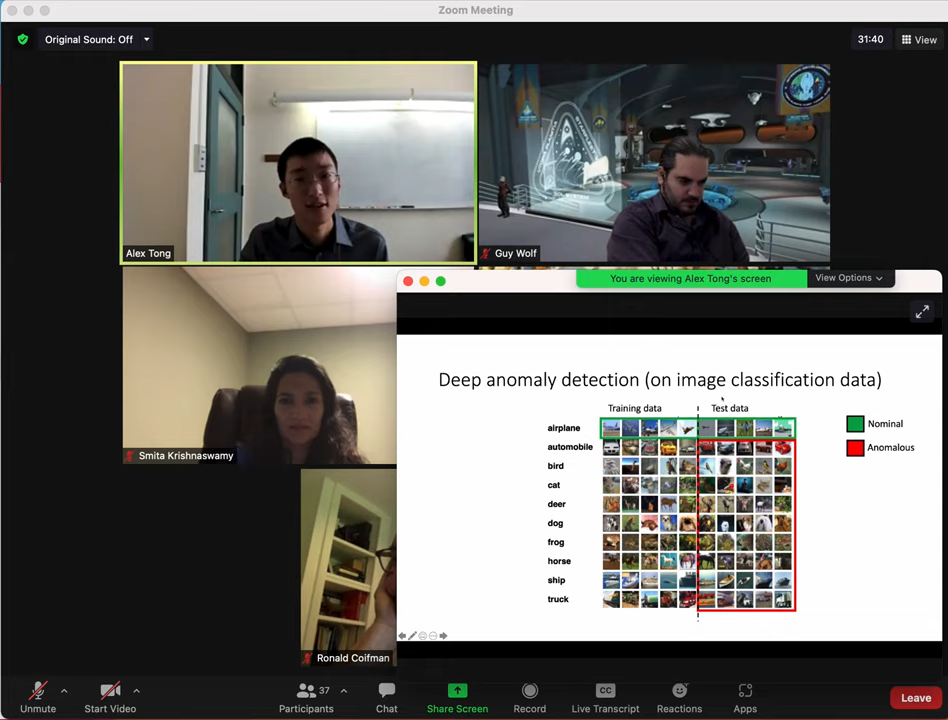 Zoom Meeting
Original Sound: Off
31:40
View
Alex Tong
Guy Wolf
You are viewing Alex Tong's screen
View Options
Deep anomaly detection (on image classification data)
Training data
Test data
airplane
automobile
bird
cat
deer
dog
frog
horse
ship
truck
Nominal
Anomalous
Smita Krishnaswamy
Ronald Coifman
Unmute
Start Video
37
Participants
Chat
Share Screen
Record
CC
Live Transcript
Reactions
Apps
Leave